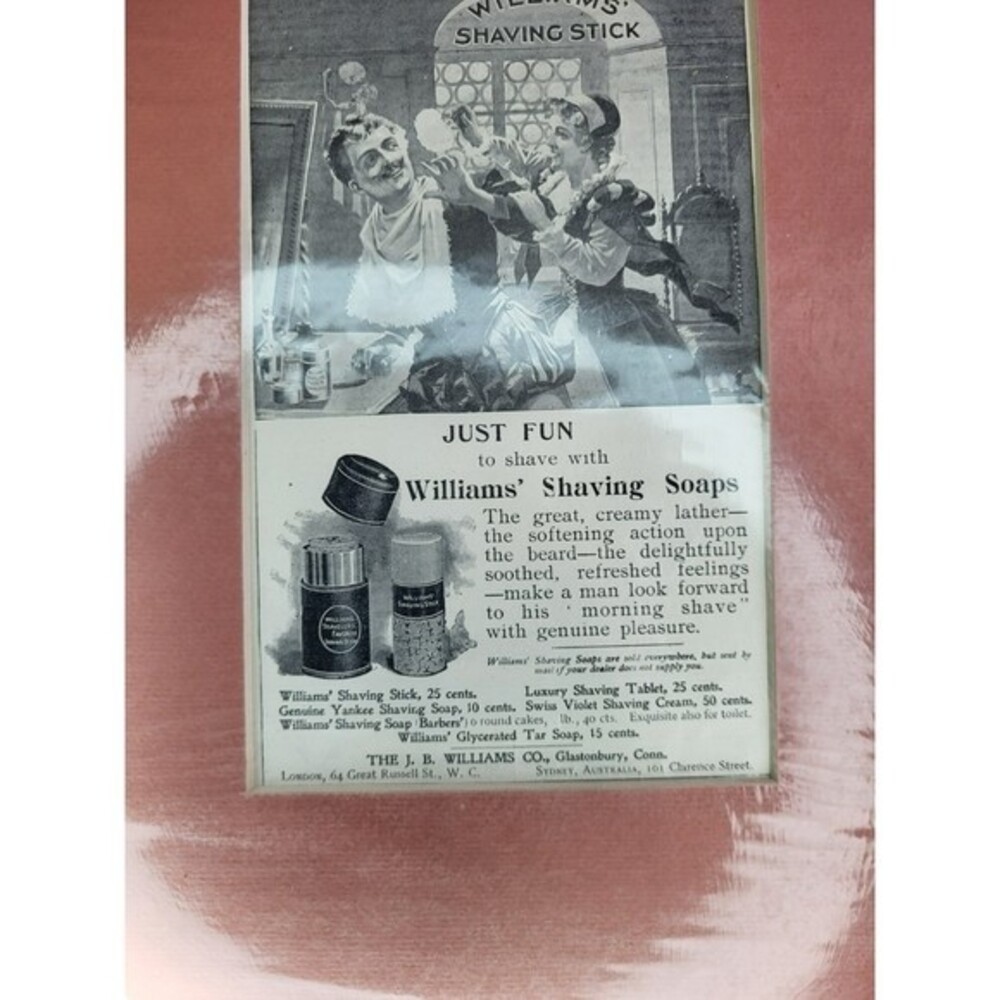 WILLIAMS'
SHAVING STICK
JUST FUN
to shave with
Williams' Shaving Soaps
The great, creamy lather—
the softening action upon
the beard—the delightfully
soothed, refreshed feelings
—make a man look forward
to his 'morning shave"
with genuine pleasure.
Williams' Shaving Soaps are sold everywhere, but sent by
mail if your dealer does not supply you.
WILLIAMS'
SHAVING STICK
Williams' Shaving Stick, 25 cents.
Luxury Shaving Tablet, 25 cents.
Genuine Yankee Shaving Soap, 10 cents.
Swiss Violet Shaving Cream, 50 cents.
Williams' Shaving Soap (Barbers') 6 round cakes, lb., 40 cts. Exquisite also for toilet.
Williams' Glycerated Tar Soap, 15 cents.
THE J. B. WILLIAMS CO., Glastonbury, Conn.
London, 64 Great Russell St., W. C.
Sydney, Australia, 161 Clarence Street.